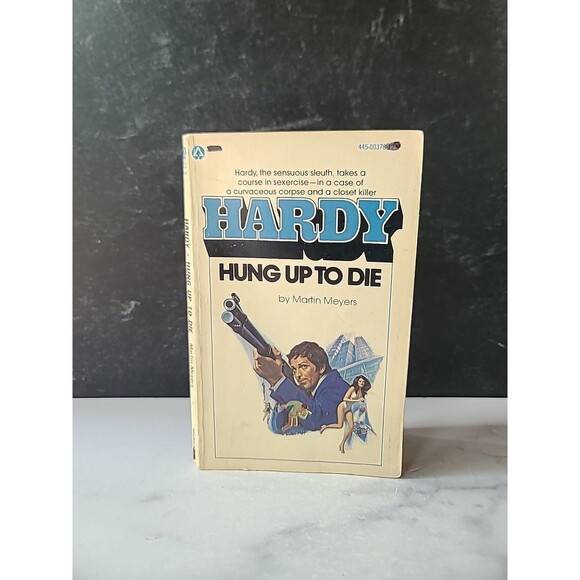 Hardy, the sensuous sleuth, takes a
course in sexercise—in a case of
a curvaceous corpse and a closet killer
HARDY
HUNG UP TO DIE
by Martin Meyers
HARDY · HUNG UP TO DIE Martin Meyers